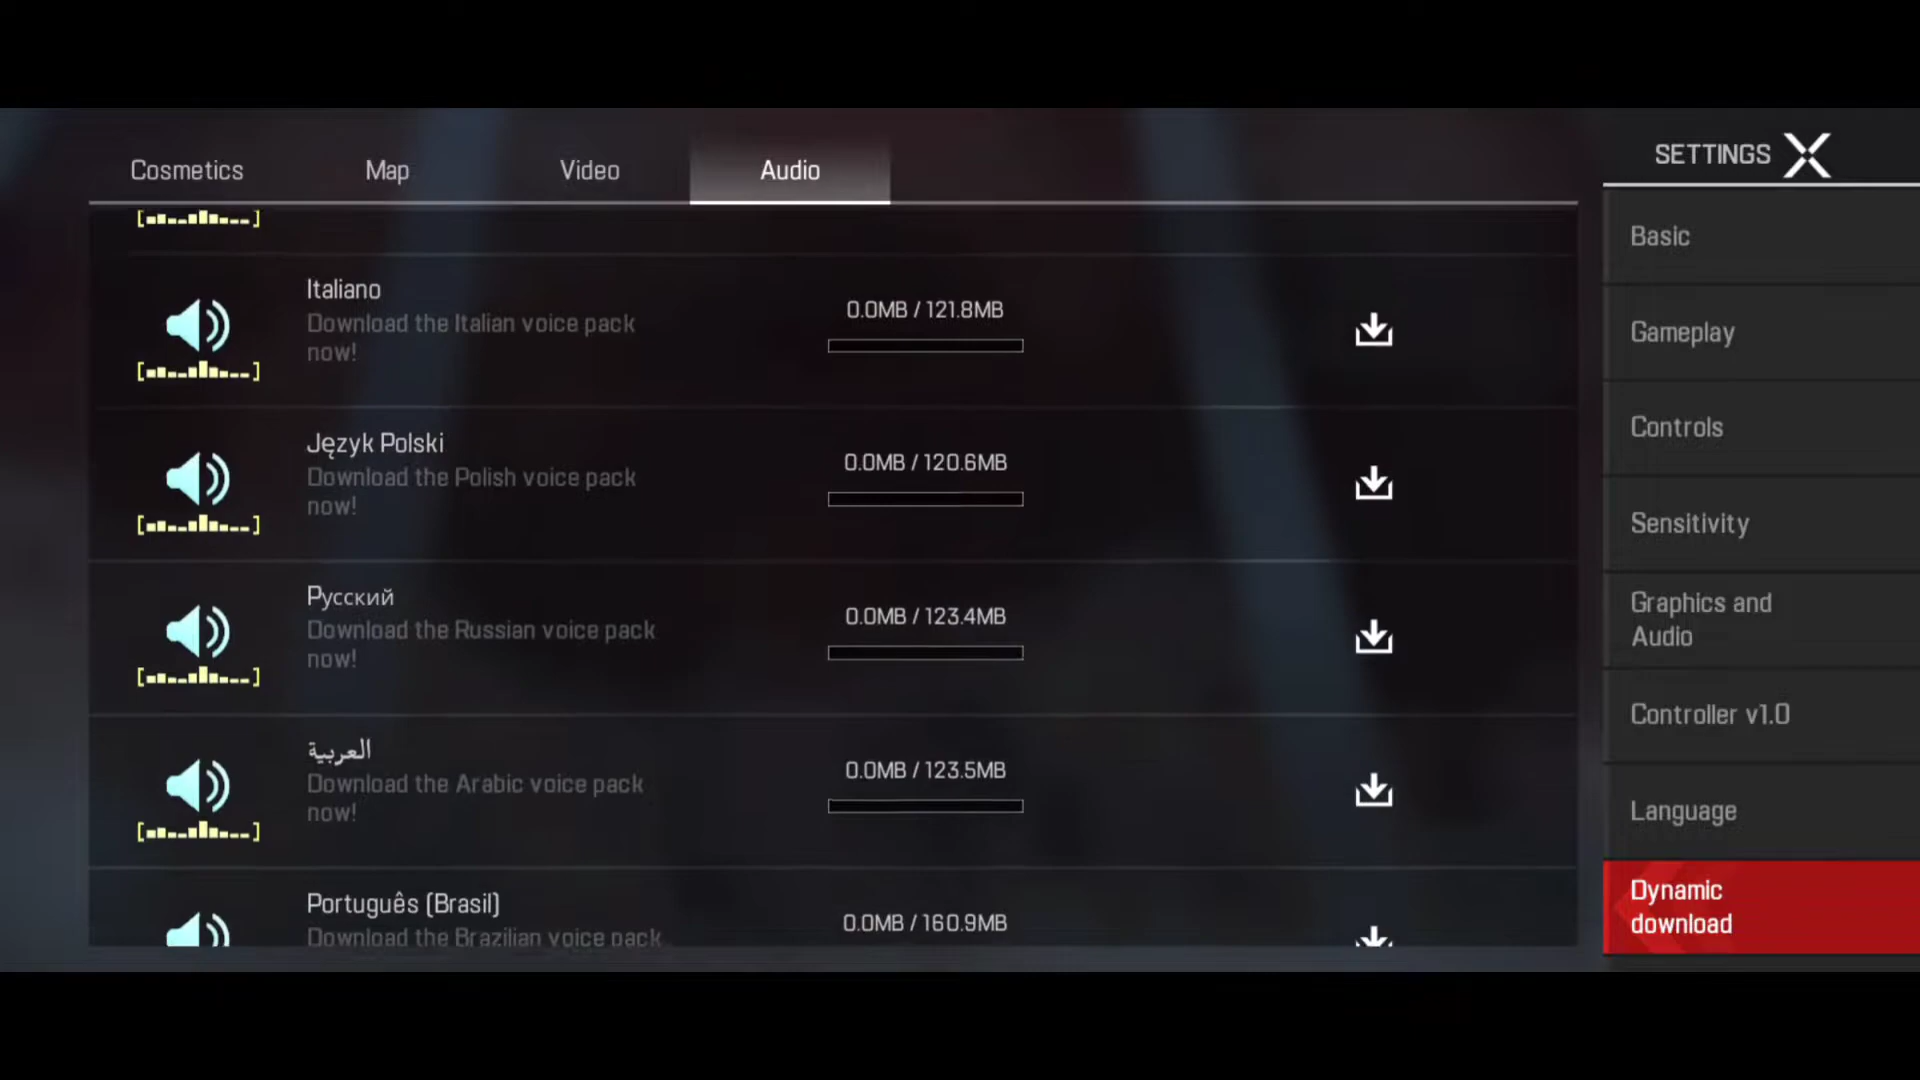 Cosmetics Map Video Audio
SETTINGS
Italiano
Download the Italian voice pack
now!
0.0MB / 121.8MB
Język Polski
Download the Polish voice pack
now!
0.0MB / 120.6MB
Русский
Download the Russian voice pack
now!
0.0MB / 123.4MB
العربية
Download the Arabic voice pack
now!
0.0MB / 123.5MB
Português (Brasil)
Download the Brazilian voice pack
0.0MB / 160.9MB
Basic
Gameplay
Controls
Sensitivity
Graphics and
Audio
Controller v1.0
Language
Dynamic
download